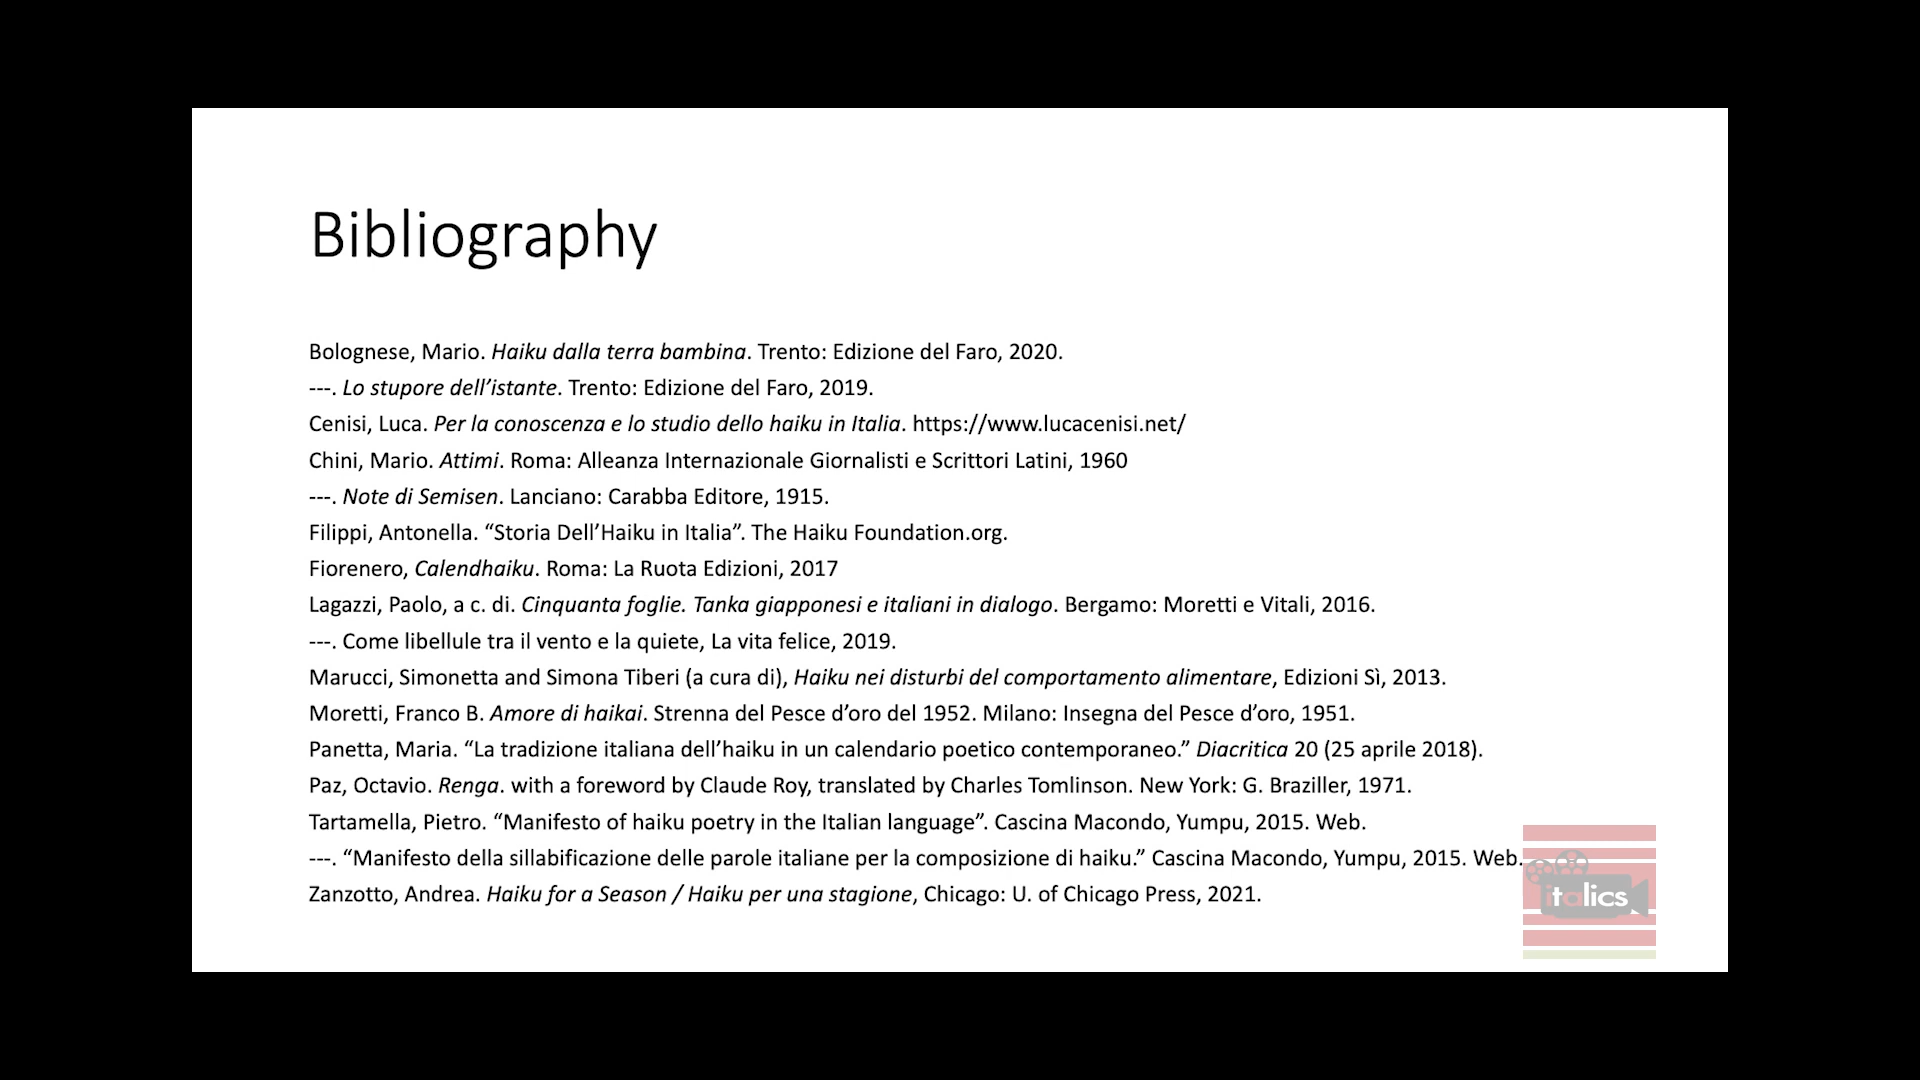 Bibliography
Bolognese, Mario. Haiku dalla terra bambina. Trento: Edizione del Faro, 2020.
---. Lo stupore dell’istante. Trento: Edizione del Faro, 2019.
Cenisi, Luca. Per la conoscenza e lo studio dello haiku in Italia. https://www.lucacenisi.net/
Chini, Mario. Attimi. Roma: Alleanza Internazionale Giornalisti e Scrittori Latini, 1960
---. Note di Semisen. Lanciano: Carabba Editore, 1915.
Filippi, Antonella. “Storia Dell’Haiku in Italia”. The Haiku Foundation.org.
Fiorenero, Calendhaiku. Roma: La Ruota Edizioni, 2017
Lagazzi, Paolo, a c. di. Cinquanta foglie. Tanka giapponesi e italiani in dialogo. Bergamo: Moretti e Vitali, 2016.
---. Come libellule tra il vento e la quiete, La vita felice, 2019.
Marucci, Simonetta and Simona Tiberi (a cura di), Haiku nei disturbi del comportamento alimentare, Edizioni Sì, 2013.
Moretti, Franco B. Amore di haikai. Strenna del Pesce d’oro del 1952. Milano: Insegna del Pesce d’oro, 1951.
Panetta, Maria. “La tradizione italiana dell’haiku in un calendario poetico contemporaneo.” Diacritica 20 (25 aprile 2018).
Paz, Octavio. Renga. with a foreword by Claude Roy, translated by Charles Tomlinson. New York: G. Braziller, 1971.
Tartamella, Pietro. “Manifesto of haiku poetry in the Italian language”. Cascina Macondo, Yumpu, 2015. Web.
---. “Manifesto della sillabificazione delle parole italiane per la composizione di haiku.” Cascina Macondo, Yumpu, 2015. Web.
Zanzotto, Andrea. Haiku for a Season / Haiku per una stagione, Chicago: U. of Chicago Press, 2021.
italics